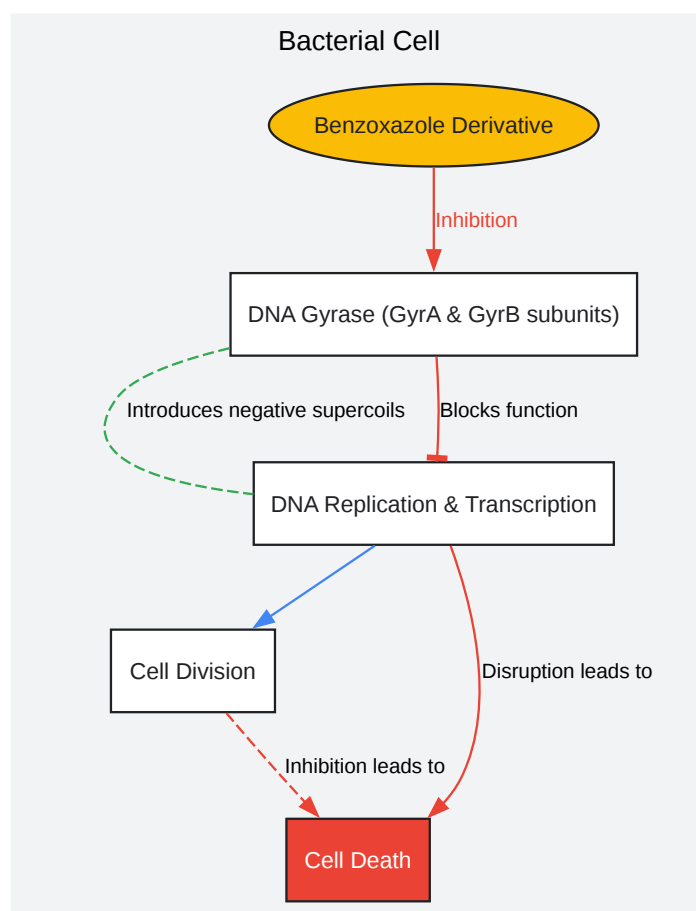 Bacterial Cell
Benzoxazole Derivative
Inhibition
DNA Gyrase (GyrA & GyrB subunits)
Introduces negative supercoils
Blocks function
DNA Replication & Transcription
Cell Division
Disruption leads to
Inhibition leads to
Cell Death